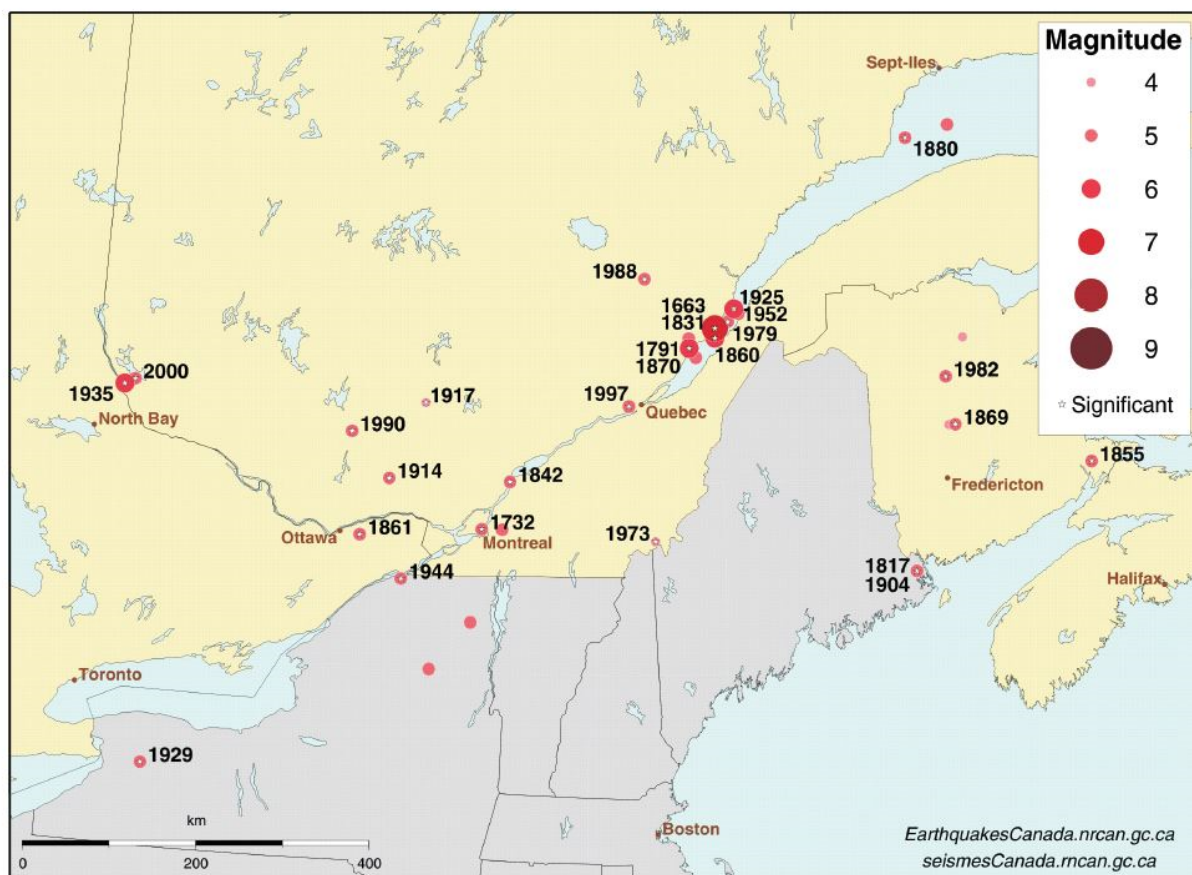 Magnitude
4
5
6
7
8
9
Significant
Sept-Iles
1880
1988
1925
1663
1952
1831
1979
1791
1860
1870
2000
1935
North Bay
1917
1990
1997
Quebec
1982
1869
1914
1842
Fredericton
1855
1861
Ottawa
1732
Montreal
1973
1944
1817
1904
Halifax
Toronto
1929
km
0 200 400
Boston
EarthquakesCanada.nrcan.gc.ca
seismesCanada.rncan.gc.ca